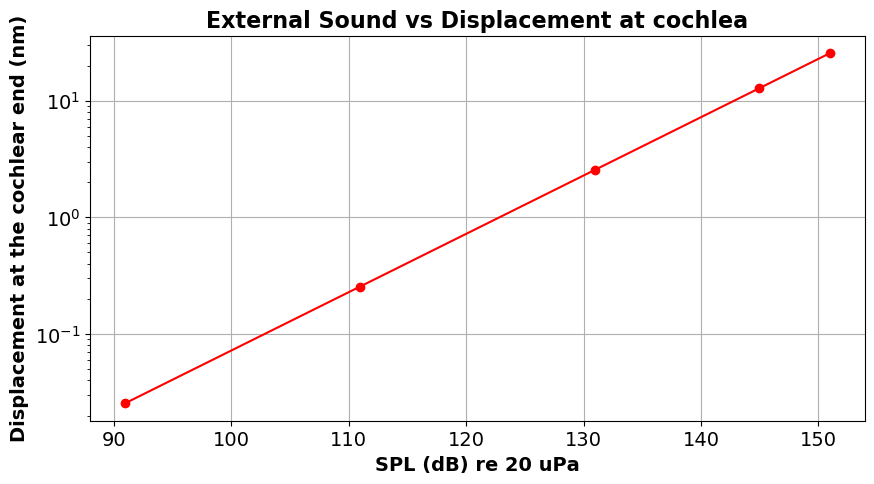 External Sound vs Displacement at cochlea
Displacement at the cochlear end (nm)
10¹
10⁰
10⁻¹
90 100 110 120 130 140 150
SPL (dB) re 20 uPa